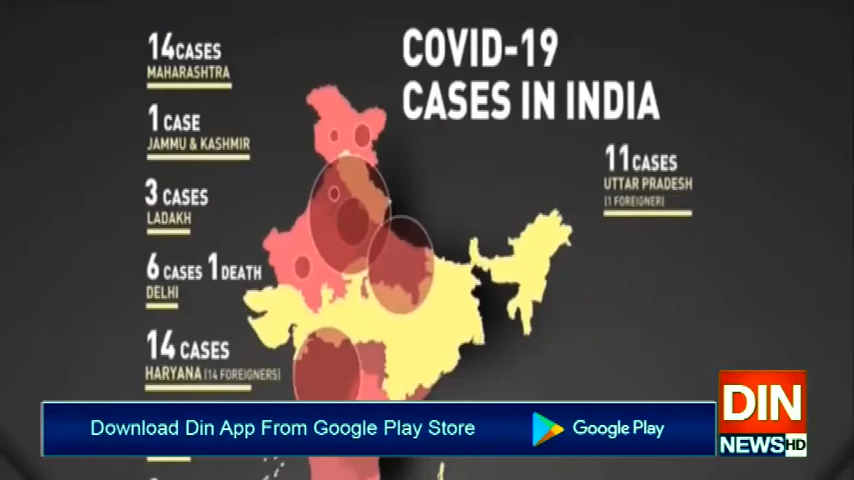 COVID-19
CASES IN INDIA
14 CASES
MAHARASHTRA
1 CASE
JAMMU & KASHMIR
3 CASES
LADAKH
6 CASES 1 DEATH
DELHI
14 CASES
HARYANA (14 FOREIGNERS)
11 CASES
UTTAR PRADESH
(1 FOREIGNER)
Download Din App From Google Play Store
Google Play
DIN
NEWS HD